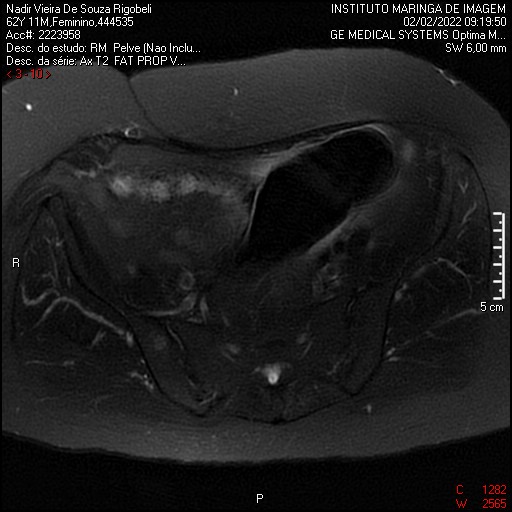 Nadir Vieira De Souza Rigobeli
62Y 11M,Feminino,444535
Acc#: 2223958
Desc. do estudo: RM Pelve (Nao Inclu...
Desc. da série: Ax T2 FAT PROP V...
< 3-10 >
INSTITUTO MARINGA DE IMAGEM
02/02/2022 09:19:50
GE MEDICAL SYSTEMS Optima M...
SW 6,00 mm
R
5 cm
P
C 1282
W 2565